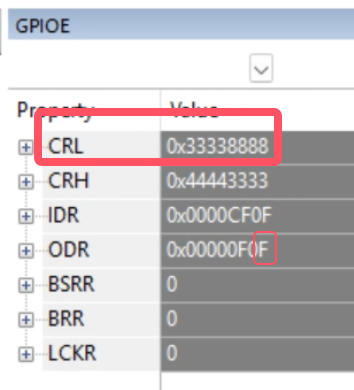 GPIOE
Property Value
CRL 0x33338888
CRH 0x44443333
IDR 0x0000CF0F
ODR 0x00000F0F
BSRR 0
BRR 0
LCKR 0